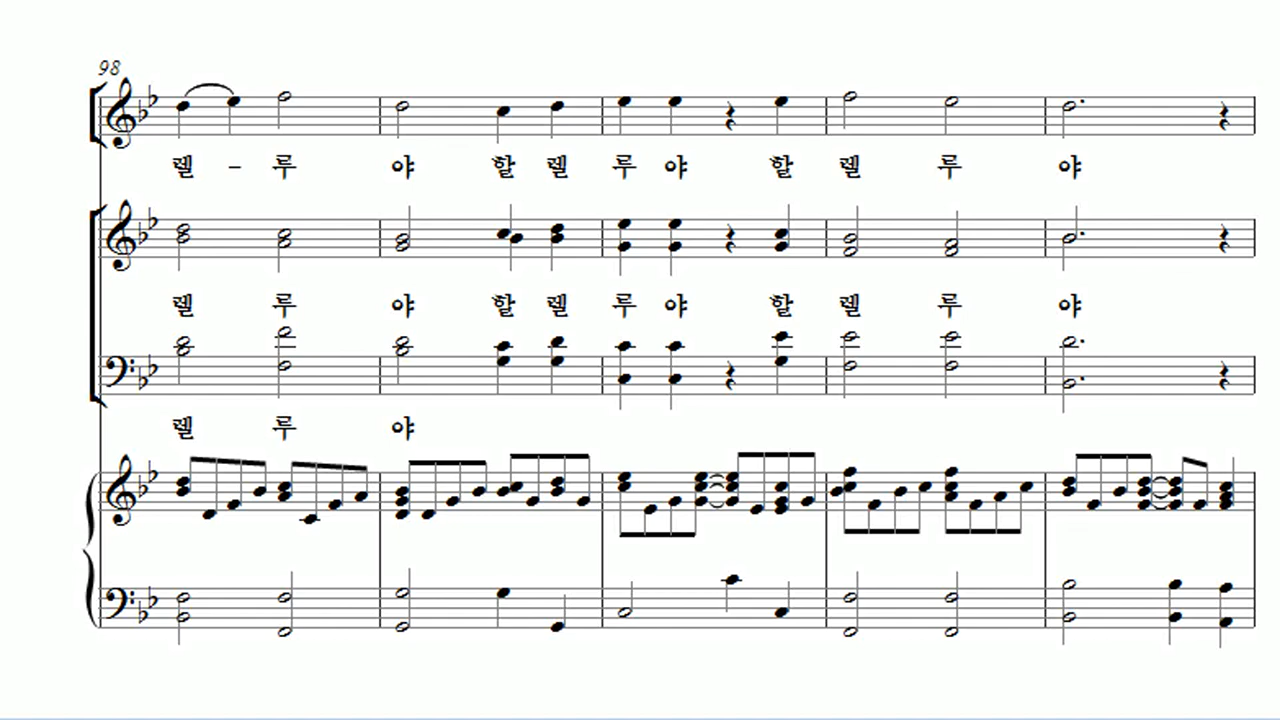 98
렐 - 루 야 할 렐 루 야 할 렐 루 야
렐 루 야 할 렐 루 야 할 렐 루 야
렐 루 야